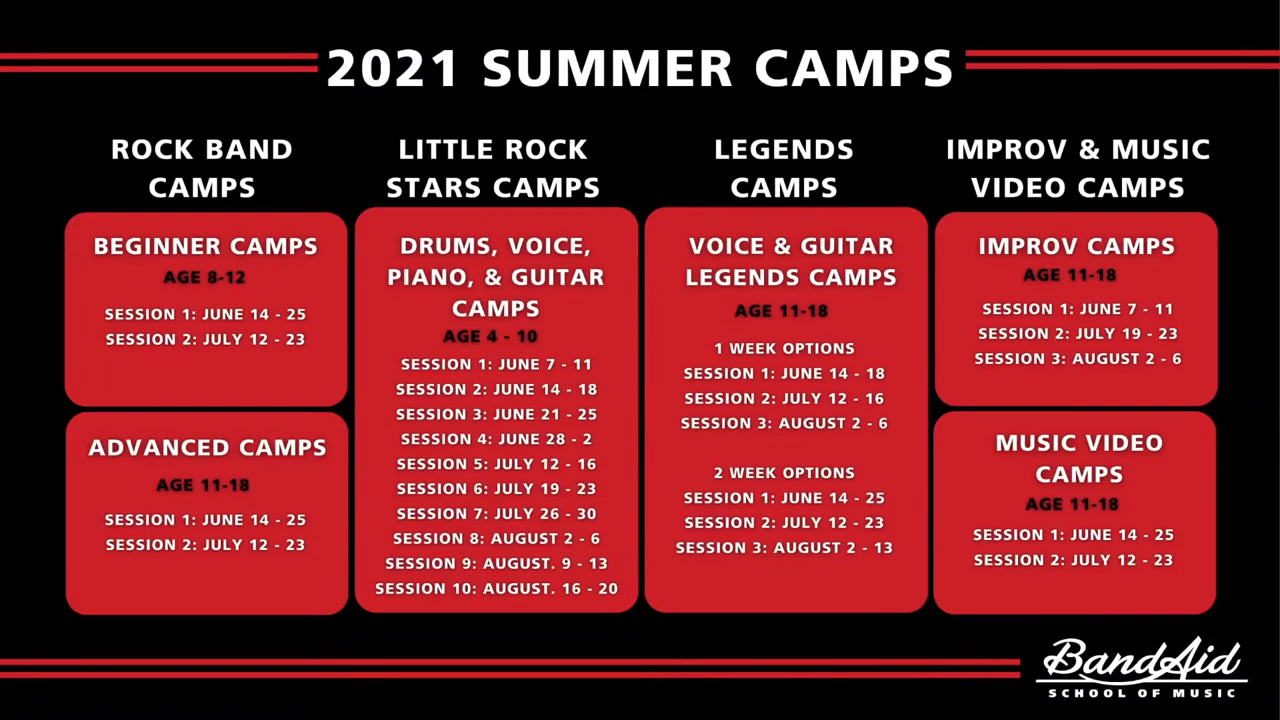 2021 SUMMER CAMPS
ROCK BAND
CAMPS
BEGINNER CAMPS
AGE 8-12
SESSION 1: JUNE 14 - 25
SESSION 2: JULY 12 - 23
ADVANCED CAMPS
AGE 11-18
SESSION 1: JUNE 14 - 25
SESSION 2: JULY 12 - 23
LITTLE ROCK
STARS CAMPS
DRUMS, VOICE,
PIANO, & GUITAR
CAMPS
AGE 4 - 10
SESSION 1: JUNE 7 - 11
SESSION 2: JUNE 14 - 18
SESSION 3: JUNE 21 - 25
SESSION 4: JUNE 28 - 2
SESSION 5: JULY 12 - 16
SESSION 6: JULY 19 - 23
SESSION 7: JULY 26 - 30
SESSION 8: AUGUST 2 - 6
SESSION 9: AUGUST. 9 - 13
SESSION 10: AUGUST. 16 - 20
LEGENDS
CAMPS
VOICE & GUITAR
LEGENDS CAMPS
AGE 11-18
1 WEEK OPTIONS
SESSION 1: JUNE 14 - 18
SESSION 2: JULY 12 - 16
SESSION 3: AUGUST 2 - 6
2 WEEK OPTIONS
SESSION 1: JUNE 14 - 25
SESSION 2: JULY 12 - 23
SESSION 3: AUGUST 2 - 13
IMPROV & MUSIC
VIDEO CAMPS
IMPROV CAMPS
AGE 11-18
SESSION 1: JUNE 7 - 11
SESSION 2: JULY 19 - 23
SESSION 3: AUGUST 2 - 6
MUSIC VIDEO
CAMPS
AGE 11-18
SESSION 1: JUNE 14 - 25
SESSION 2: JULY 12 - 23
BandAid
SCHOOL OF MUSIC